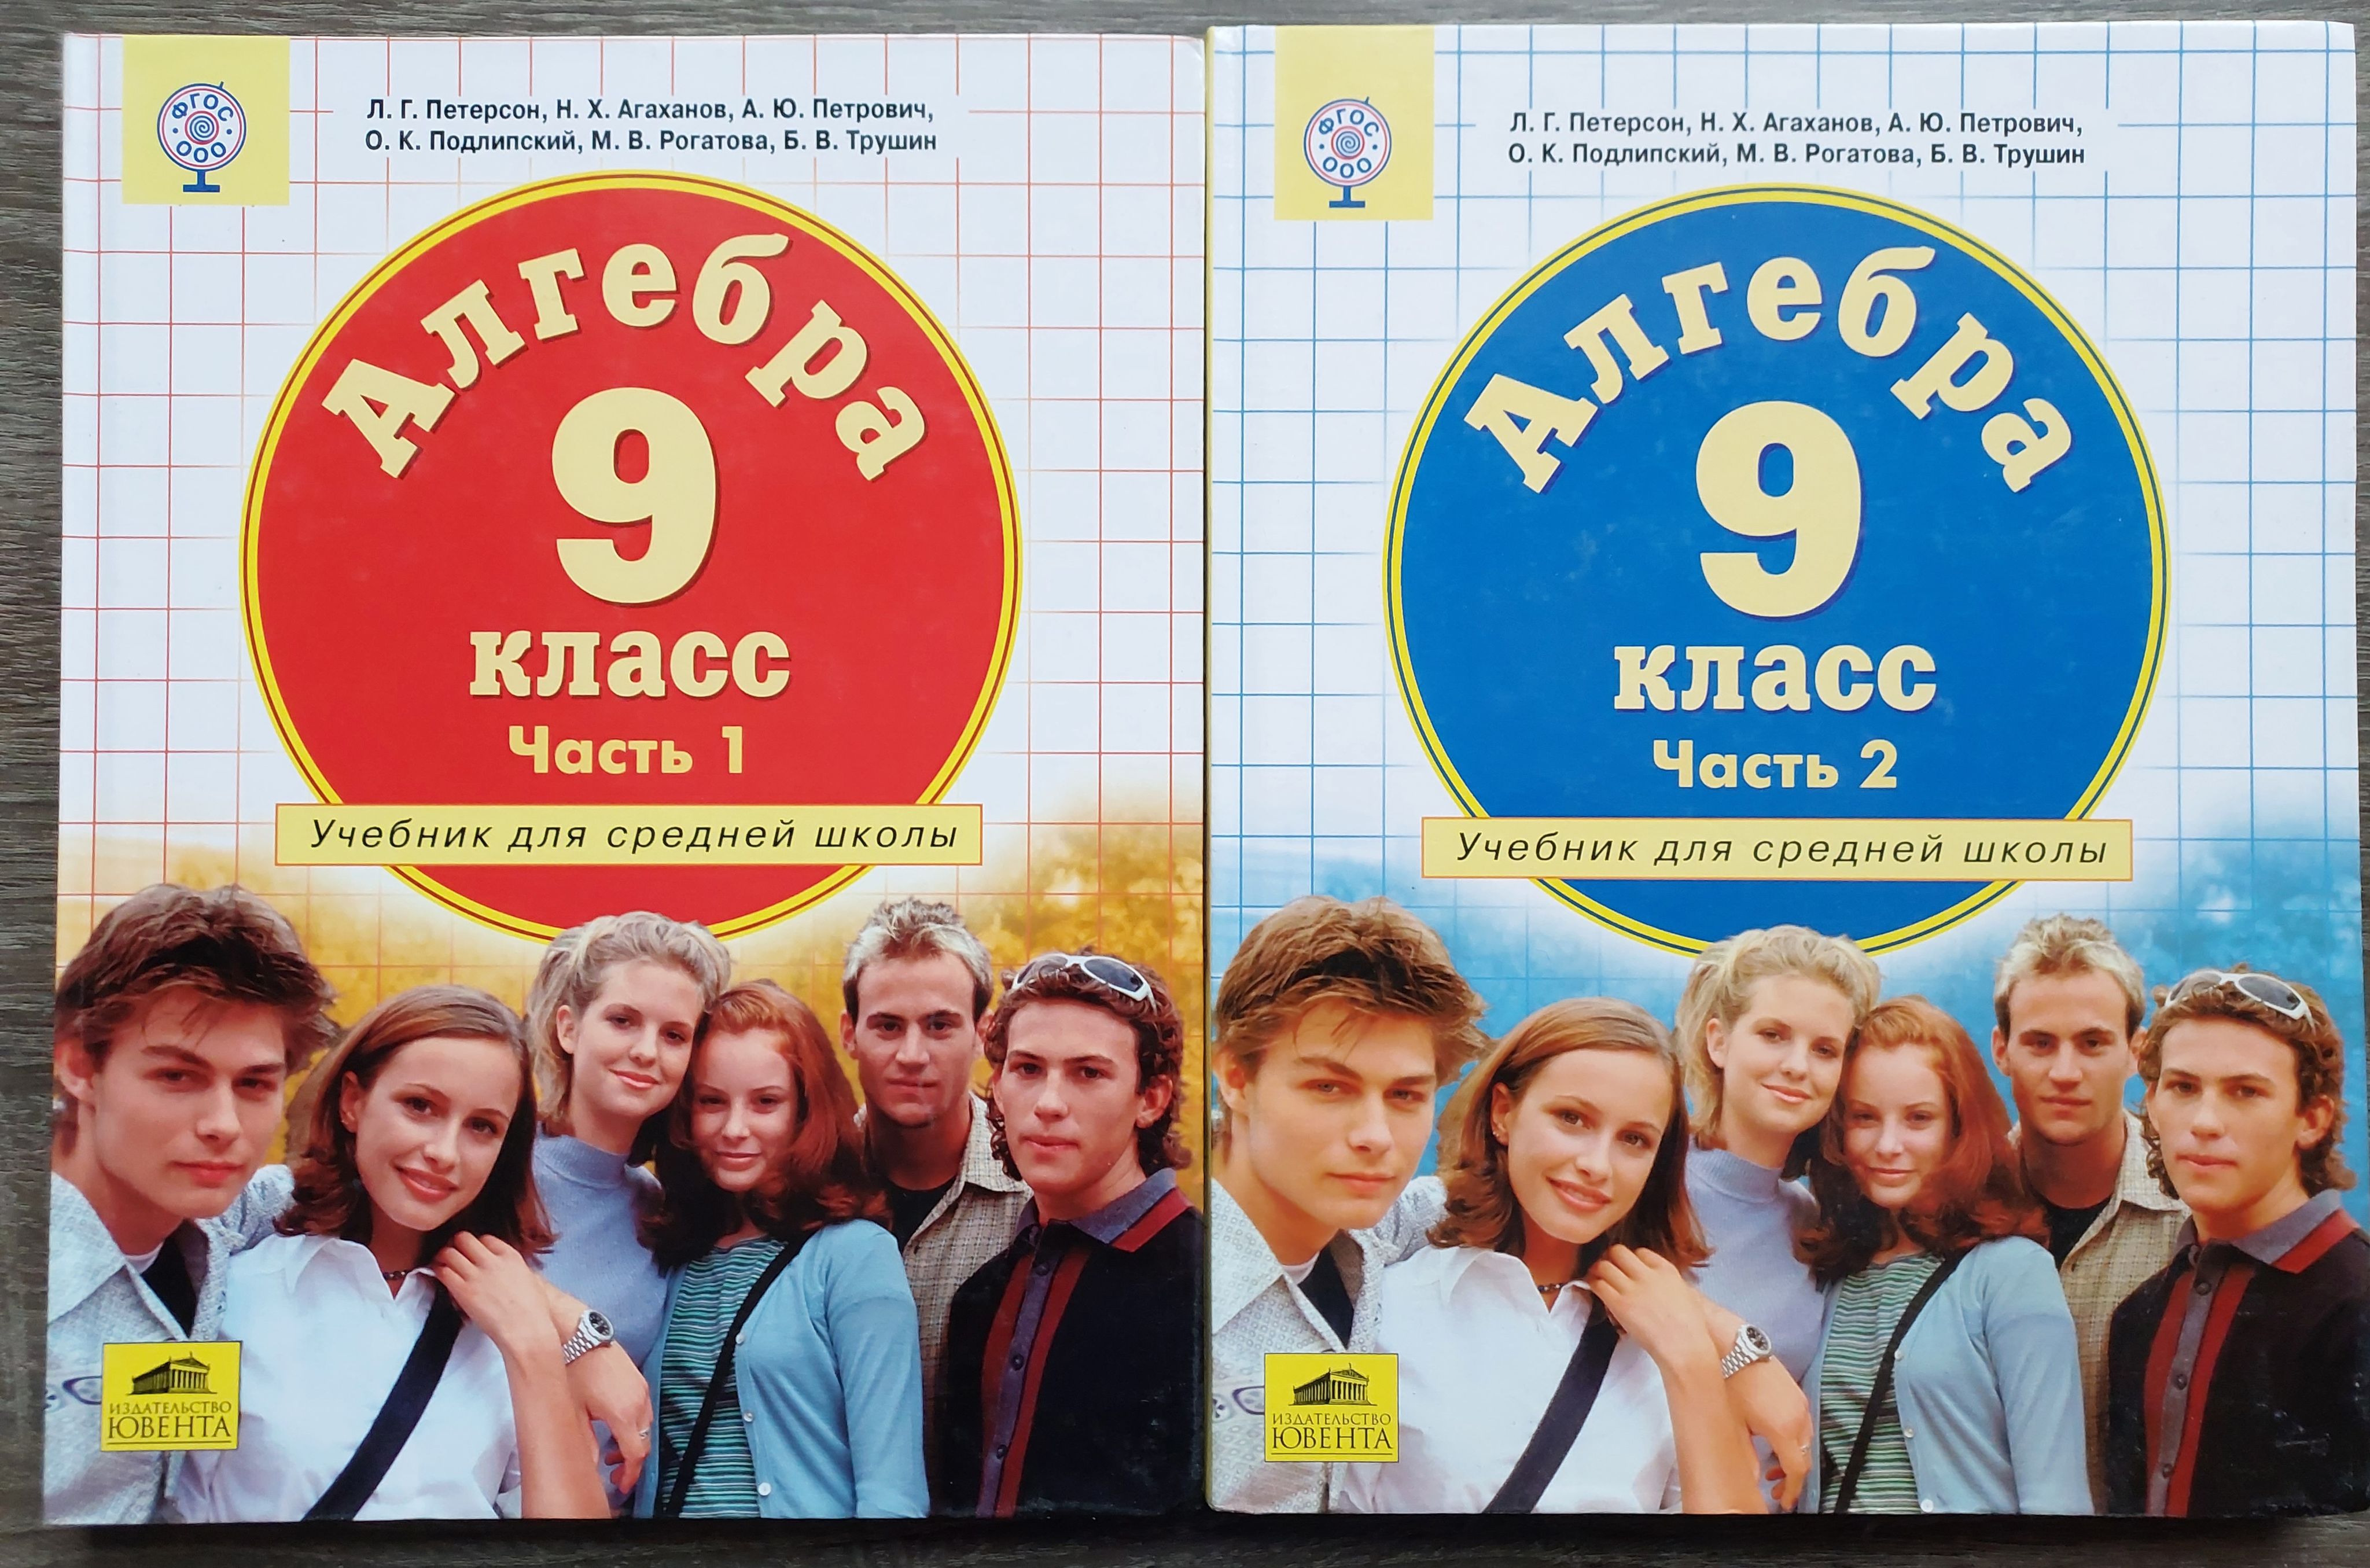 ФГОС
ООО
Л. Г. Петерсон, Н. Х. Агаханов, А. Ю. Петрович,
О. К. Подлипский, М. В. Рогатова, Б. В. Трушин
Алгебра
9
класс
Часть 1
Учебник для средней школы
ИЗДАТЕЛЬСТВО
ЮВЕНТА
ФГОС
ООО
Л. Г. Петерсон, Н. Х. Агаханов, А. Ю. Петрович,
О. К. Подлипский, М. В. Рогатова, Б. В. Трушин
Алгебра
9
класс
Часть 2
Учебник для средней школы
ИЗДАТЕЛЬСТВО
ЮВЕНТА